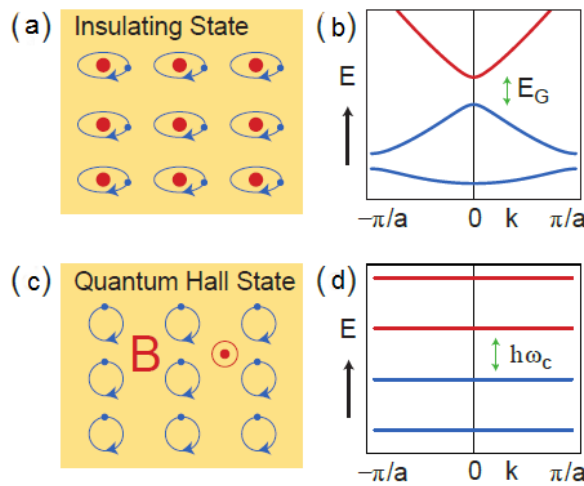 (a) Insulating State
(b)
E
E_G
−π/a 0 k π/a
(c) Quantum Hall State
B
(d)
E
hω_c
−π/a 0 k π/a